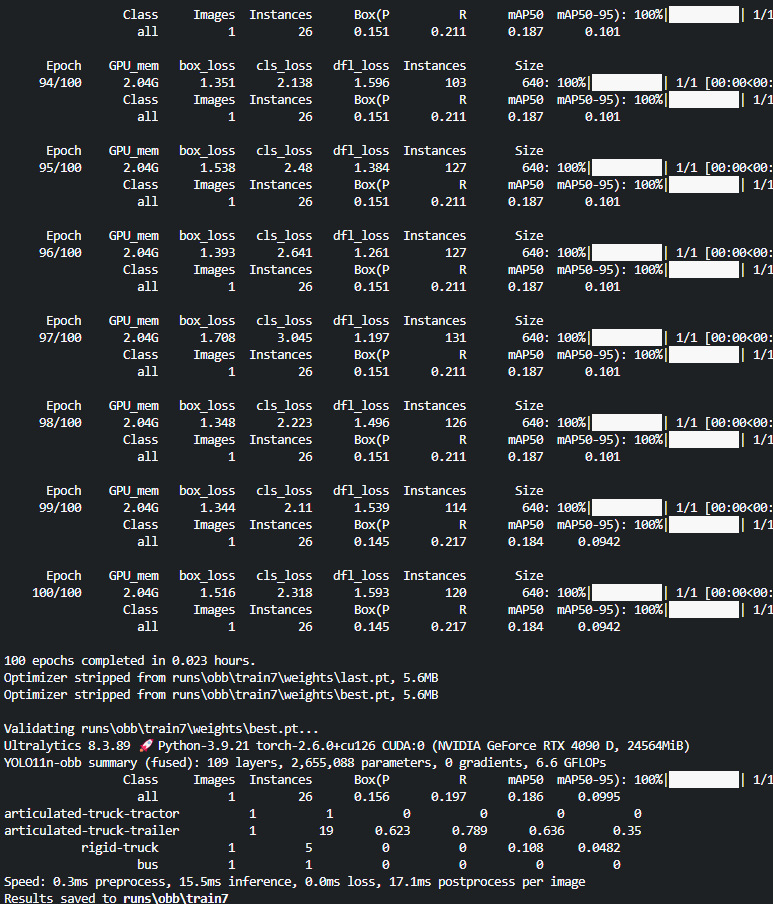 Class Images Instances Box(P R mAP50 mAP50-95): 100%| | 1/1
all 1 26 0.151 0.211 0.187 0.101
Epoch GPU_mem box_loss cls_loss dfl_loss Instances Size
94/100 2.04G 1.351 2.138 1.596 103 640: 100%| | 1/1 [00:00<00:
Class Images Instances Box(P R mAP50 mAP50-95): 100%| | 1/1
all 1 26 0.151 0.211 0.187 0.101
Epoch GPU_mem box_loss cls_loss dfl_loss Instances Size
95/100 2.04G 1.538 2.48 1.384 127 640: 100%| | 1/1 [00:00<00:
Class Images Instances Box(P R mAP50 mAP50-95): 100%| | 1/1
all 1 26 0.151 0.211 0.187 0.101
Epoch GPU_mem box_loss cls_loss dfl_loss Instances Size
96/100 2.04G 1.393 2.641 1.261 127 640: 100%| | 1/1 [00:00<00:
Class Images Instances Box(P R mAP50 mAP50-95): 100%| | 1/1
all 1 26 0.151 0.211 0.187 0.101
Epoch GPU_mem box_loss cls_loss dfl_loss Instances Size
97/100 2.04G 1.708 3.045 1.197 131 640: 100%| | 1/1 [00:00<00:
Class Images Instances Box(P R mAP50 mAP50-95): 100%| | 1/1
all 1 26 0.151 0.211 0.187 0.101
Epoch GPU_mem box_loss cls_loss dfl_loss Instances Size
98/100 2.04G 1.348 2.223 1.496 126 640: 100%| | 1/1 [00:00<00:
Class Images Instances Box(P R mAP50 mAP50-95): 100%| | 1/1
all 1 26 0.151 0.211 0.187 0.101
Epoch GPU_mem box_loss cls_loss dfl_loss Instances Size
99/100 2.04G 1.344 2.11 1.539 114 640: 100%| | 1/1 [00:00<00:
Class Images Instances Box(P R mAP50 mAP50-95): 100%| | 1/1
all 1 26 0.145 0.217 0.184 0.0942
Epoch GPU_mem box_loss cls_loss dfl_loss Instances Size
100/100 2.04G 1.516 2.318 1.593 120 640: 100%| | 1/1 [00:00<00:
Class Images Instances Box(P R mAP50 mAP50-95): 100%| | 1/1
all 1 26 0.145 0.217 0.184 0.0942
100 epochs completed in 0.023 hours.
Optimizer stripped from runs\obb\train7\weights\last.pt, 5.6MB
Optimizer stripped from runs\obb\train7\weights\best.pt, 5.6MB
Validating runs\obb\train7\weights\best.pt...
Ultralytics 8.3.89 🚀 Python-3.9.21 torch-2.6.0+cu126 CUDA:0 (NVIDIA GeForce RTX 4090 D, 24564MiB)
YOLO11n-obb summary (fused): 109 layers, 2,655,088 parameters, 0 gradients, 6.6 GFLOPs
Class Images Instances Box(P R mAP50 mAP50-95): 100%| | 1/1
all 1 26 0.156 0.197 0.186 0.0995
articulated-truck-tractor 1 1 0 0 0 0
articulated-truck-trailer 1 19 0.623 0.789 0.636 0.35
rigid-truck 1 5 0 0 0.108 0.0482
bus 1 1 0 0 0 0
Speed: 0.3ms preprocess, 15.5ms inference, 0.0ms loss, 17.1ms postprocess per image
Results saved to runs\obb\train7